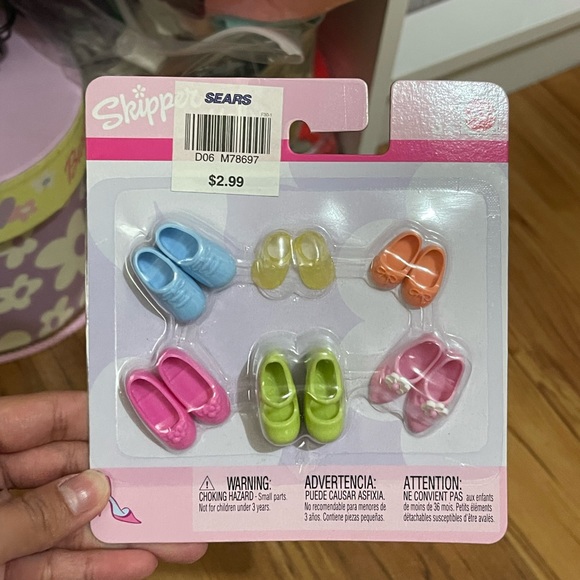 Skipper
SEARS
D06 M78697
$2.99
WARNING:
CHOKING HAZARD - Small parts.
Not for children under 3 years.
ADVERTENCIA:
PUEDE CAUSAR ASFIXIA.
No recomendable para menores de
3 años. Contiene piezas pequeñas.
ATTENTION:
NE CONVIENT PAS aux enfants
de moins de 36 mois. Petits éléments
détachables susceptibles d'être avalés.